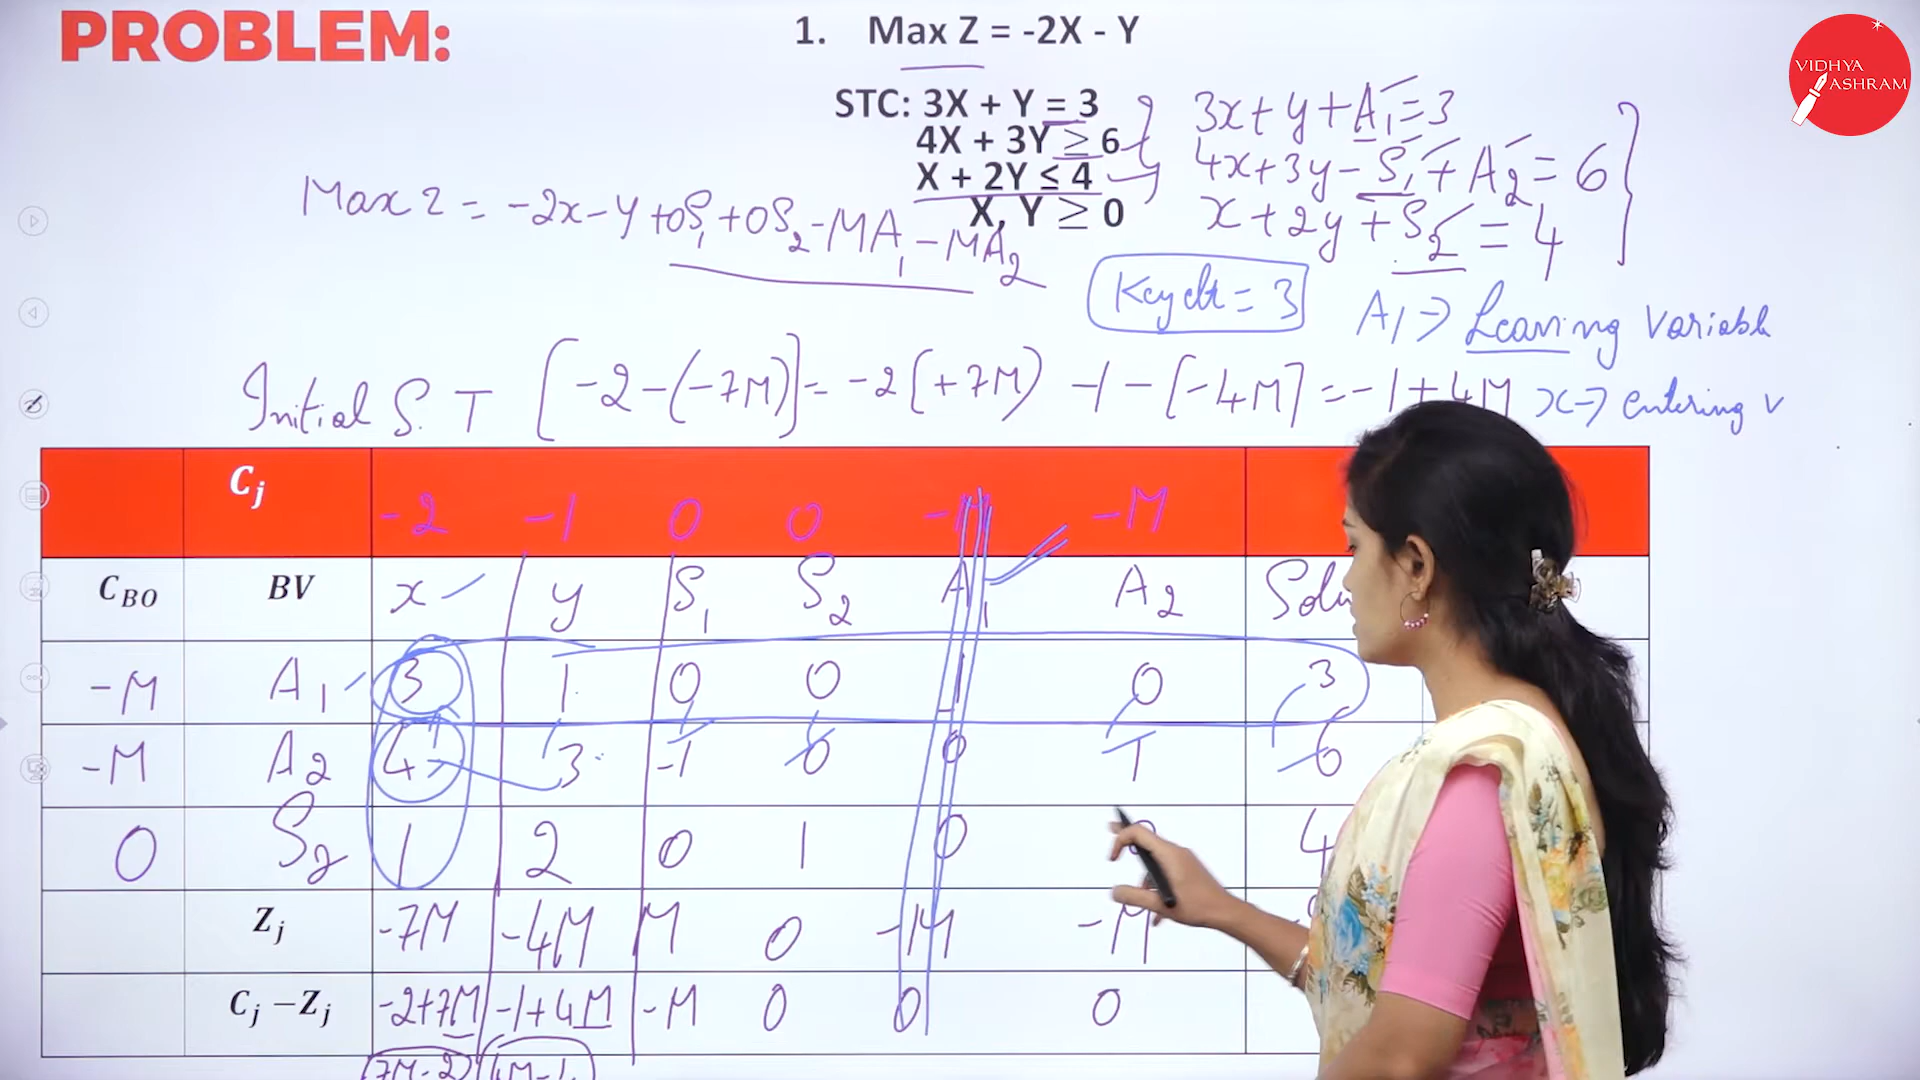 PROBLEM:
1. Max Z = -2X - Y
VIDHYA
ASHRAM
STC: 3X + Y = 3
3x + y + A1 = 3
4X + 3Y ≥ 6
4x + 3y - S1 + A2 = 6
X + 2Y ≤ 4
x + 2y + S2 = 4
X, Y ≥ 0
Max Z = -2x - y + 0S1 + 0S2 - MA1 - MA2
= 3
A1 → Leaving Variable
Initial S. T [-2 - (-7M)] = -2 (+7M) -1 - [-4M] = -1 + 4M x → entering v
Cj -2 -1 0 0 -M -M
CBO BV x y S1 S2 A1 A2
-M A1 3 1 0 0 1 0 3
-M A2 4 3 -1 0 0 1 6
0 S2 1 2 0 1 0 0 4
Zj -7M -4M M 0 -M -M
Cj - Zj -2+7M -1+4M -M 0 0 0
7M-2 4M-1